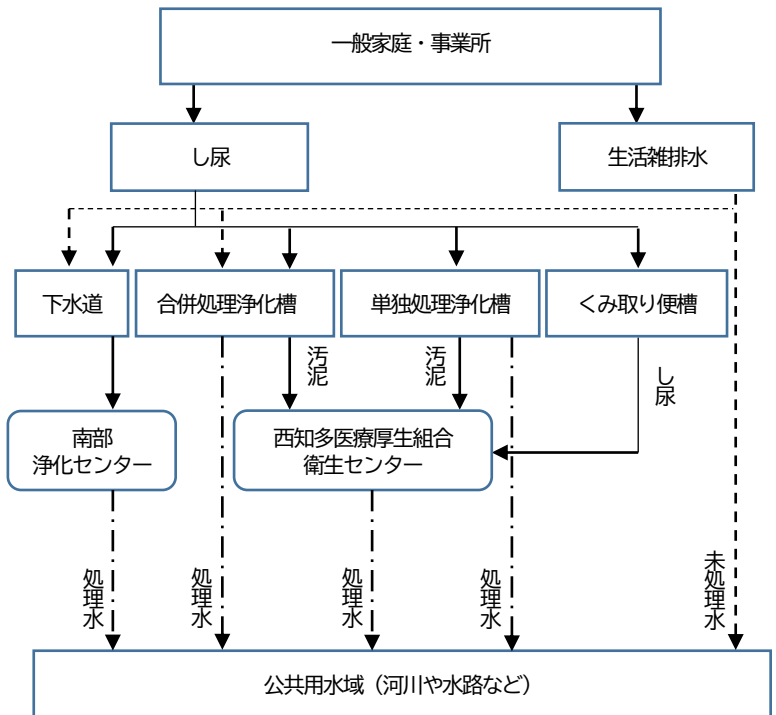 一般家庭・事業所
し尿
生活雑排水
下水道
合併処理浄化槽
単独処理浄化槽
くみ取り便槽
汚泥
汚泥
し尿
南部
浄化センター
西知多医療厚生組合
衛生センター
処理水
処理水
処理水
処理水
未処理水
公共用水域（河川や水路など）